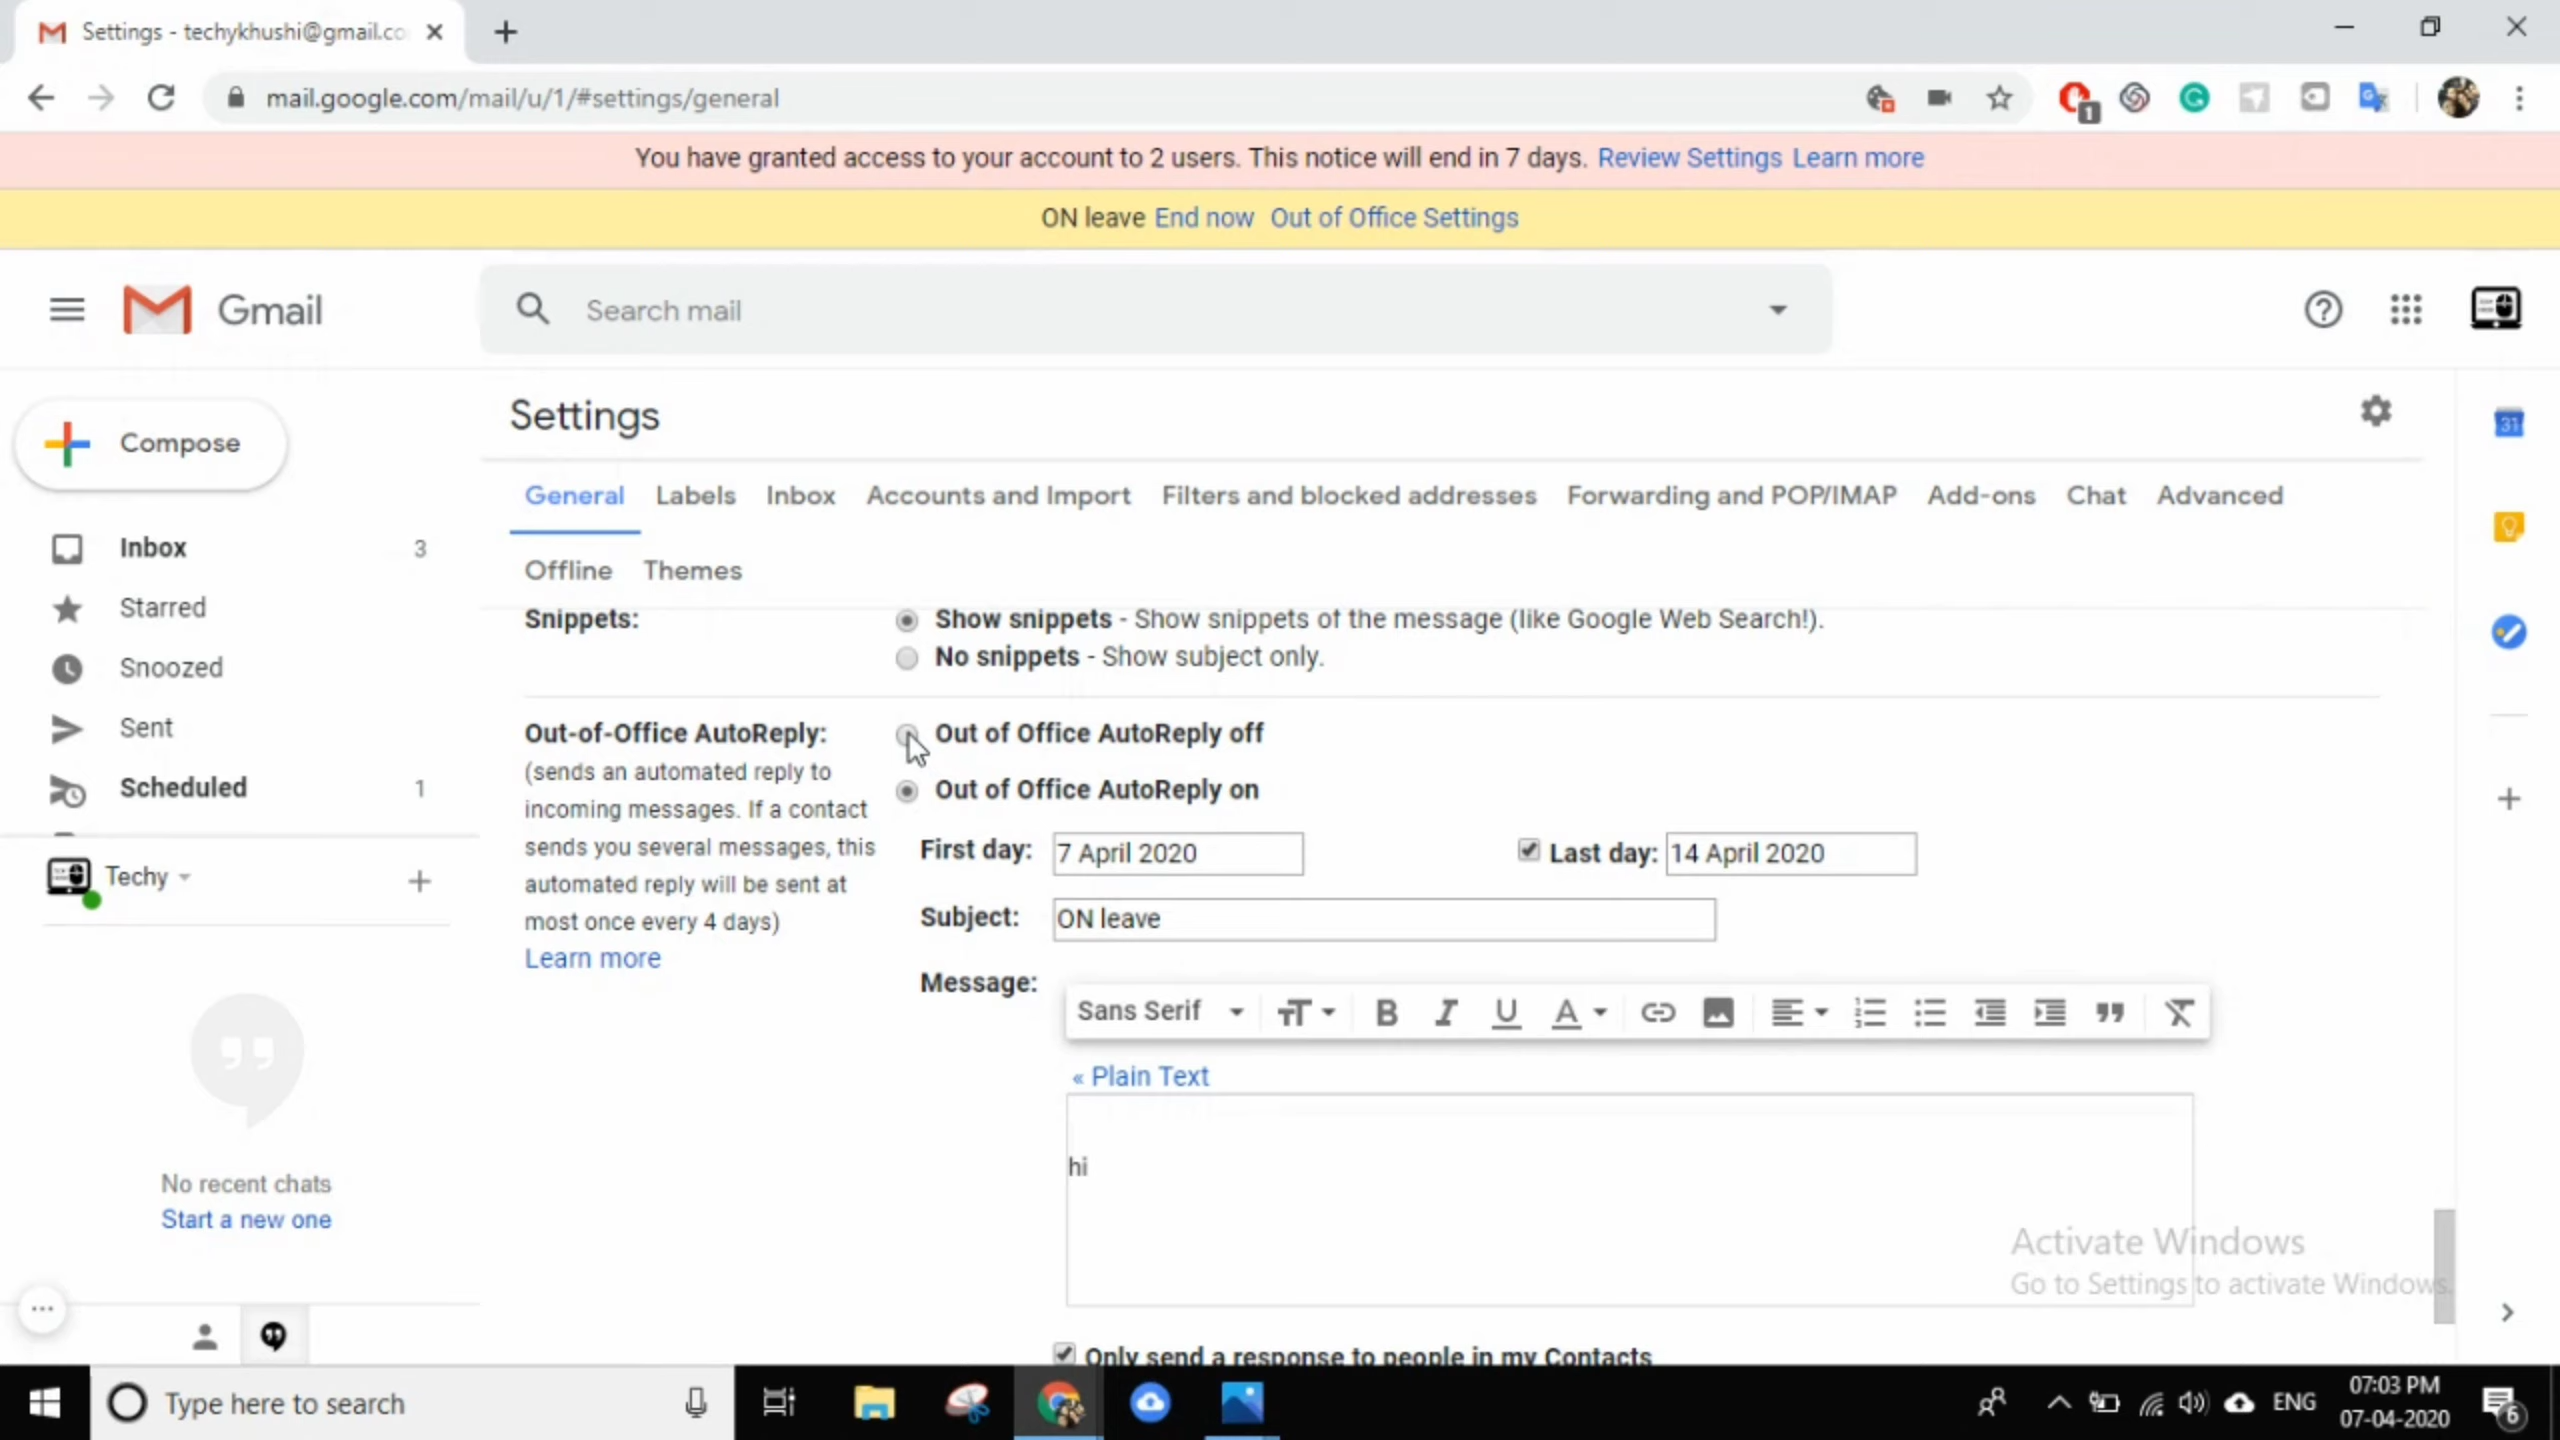 Settings - techykhushi@gmail.co
mail.google.com/mail/u/1/#settings/general
1
You have granted access to your account to 2 users. This notice will end in 7 days. Review Settings Learn more
ON leave End now Out of Office Settings
Gmail
Search mail
Compose
Inbox 3
Starred
Snoozed
Sent
Scheduled 1
Techy
No recent chats
Start a new one
Settings
General Labels Inbox Accounts and Import Filters and blocked addresses Forwarding and POP/IMAP Add-ons Chat Advanced
Offline Themes
Snippets:
Show snippets - Show snippets of the message (like Google Web Search!).
No snippets - Show subject only.
Out-of-Office AutoReply:
(sends an automated reply to
incoming messages. If a contact
sends you several messages, this
automated reply will be sent at
most once every 4 days)
Learn more
Out of Office AutoReply off
Out of Office AutoReply on
First day: 7 April 2020 Last day: 14 April 2020
Subject: ON leave
Message:
Sans Serif
« Plain Text
hi
Only send a response to people in my Contacts
31
Activate Windows
Go to Settings to activate Windows.
Type here to search
ENG
07:03 PM
07-04-2020
6